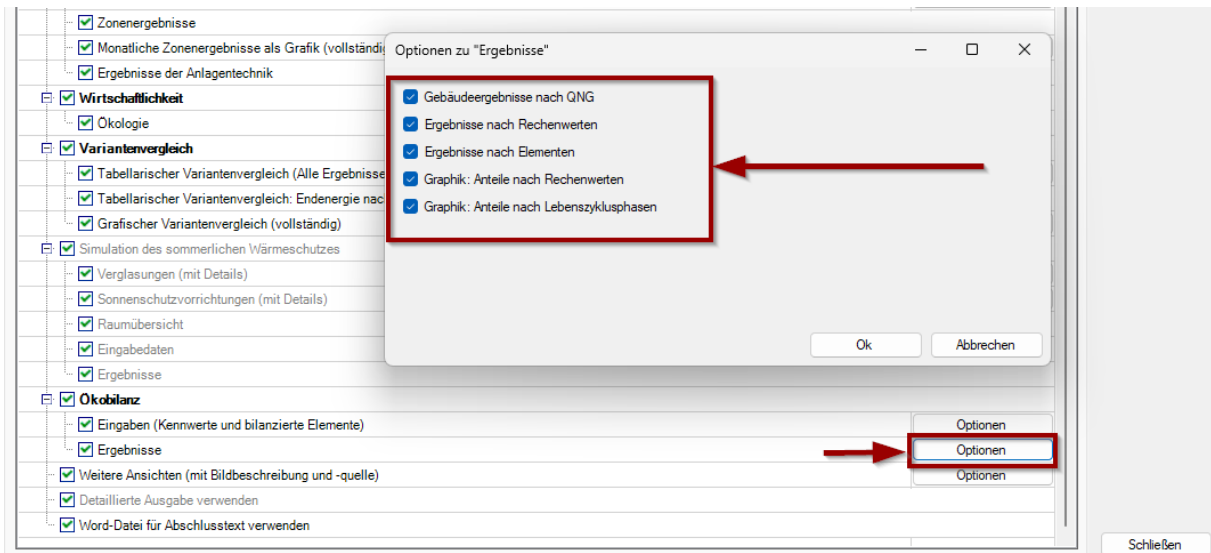 Zonenergebnisse
Monatliche Zonenergebnisse als Grafik (vollständig
Ergebnisse der Anlagentechnik
Wirtschaftlichkeit
Ökologie
Variantenvergleich
Tabellarischer Variantenvergleich (Alle Ergebnisse
Tabellarischer Variantenvergleich: Endenergie nac
Grafischer Variantenvergleich (vollständig)
Simulation des sommerlichen Wärmeschutzes
Verglasungen (mit Details)
Sonnenschutzvorrichtungen (mit Details)
Raumübersicht
Eingabedaten
Ergebnisse
Ökobilanz
Eingaben (Kennwerte und bilanzierte Elemente) Optionen
Ergebnisse Optionen
Weitere Ansichten (mit Bildbeschreibung und -quelle) Optionen
Detaillierte Ausgabe verwenden
Word-Datei für Abschlusstext verwenden
Optionen zu "Ergebnisse"
Gebäudeergebnisse nach QNG
Ergebnisse nach Rechenwerten
Ergebnisse nach Elementen
Graphik: Anteile nach Rechenwerten
Graphik: Anteile nach Lebenszyklusphasen
Ok Abbrechen
Schließen